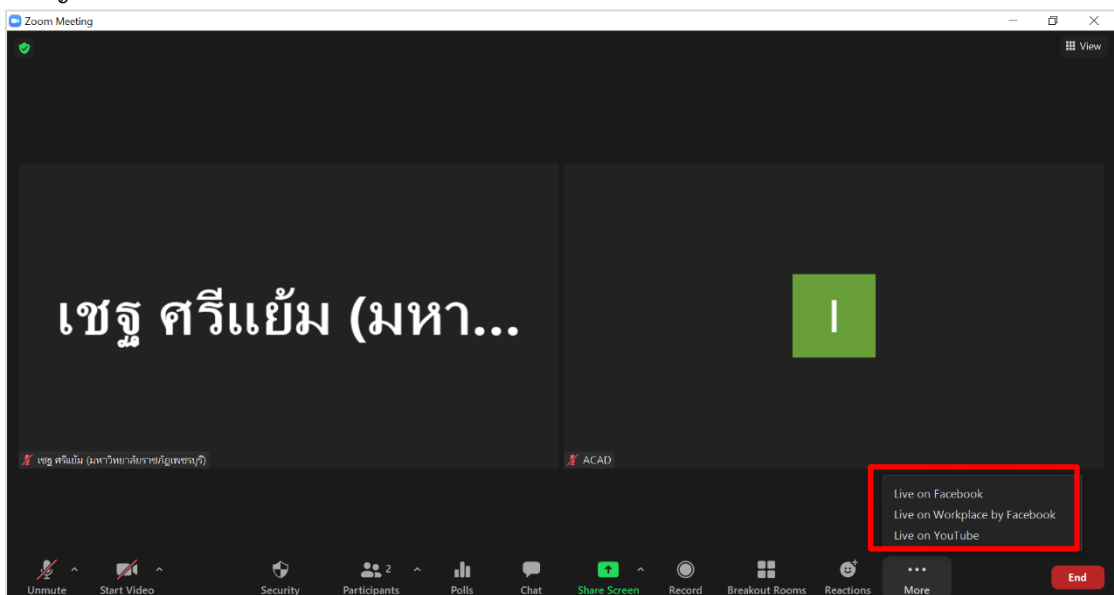 Zoom Meeting
View
เชฐ ศรีแย้ม (มหา...
I
เชฐ ศรีแย้ม (มหาวิทยาลัยราชภัฏเพชรบุรี)
ACAD
Live on Facebook
Live on Workplace by Facebook
Live on YouTube
2
Unmute Start Video Security Participants Polls Chat Share Screen Record Breakout Rooms Reactions More End